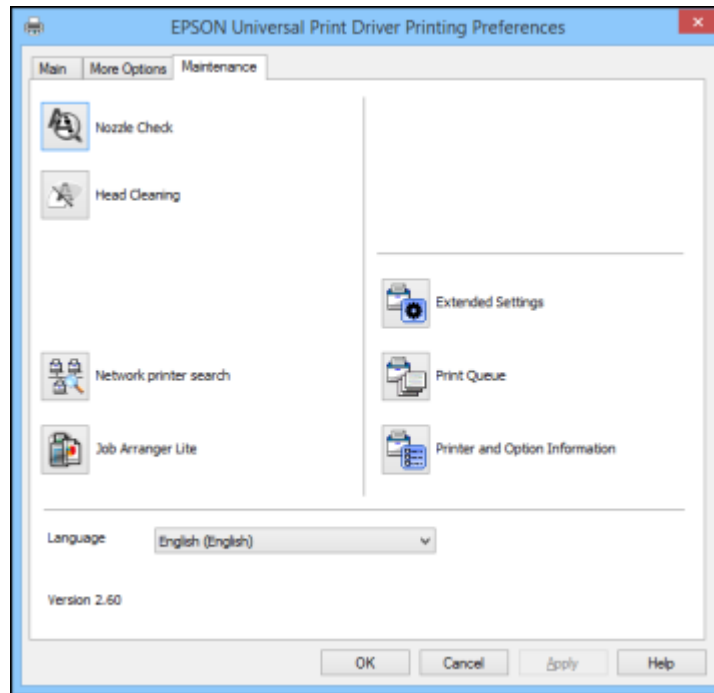 EPSON Universal Print Driver Printing Preferences
Main More Options Maintenance
Nozzle Check
Head Cleaning
Extended Settings
Network printer search
Print Queue
Job Arranger Lite
Printer and Option Information
Language English (English)
Version 2.60
OK Cancel Apply Help